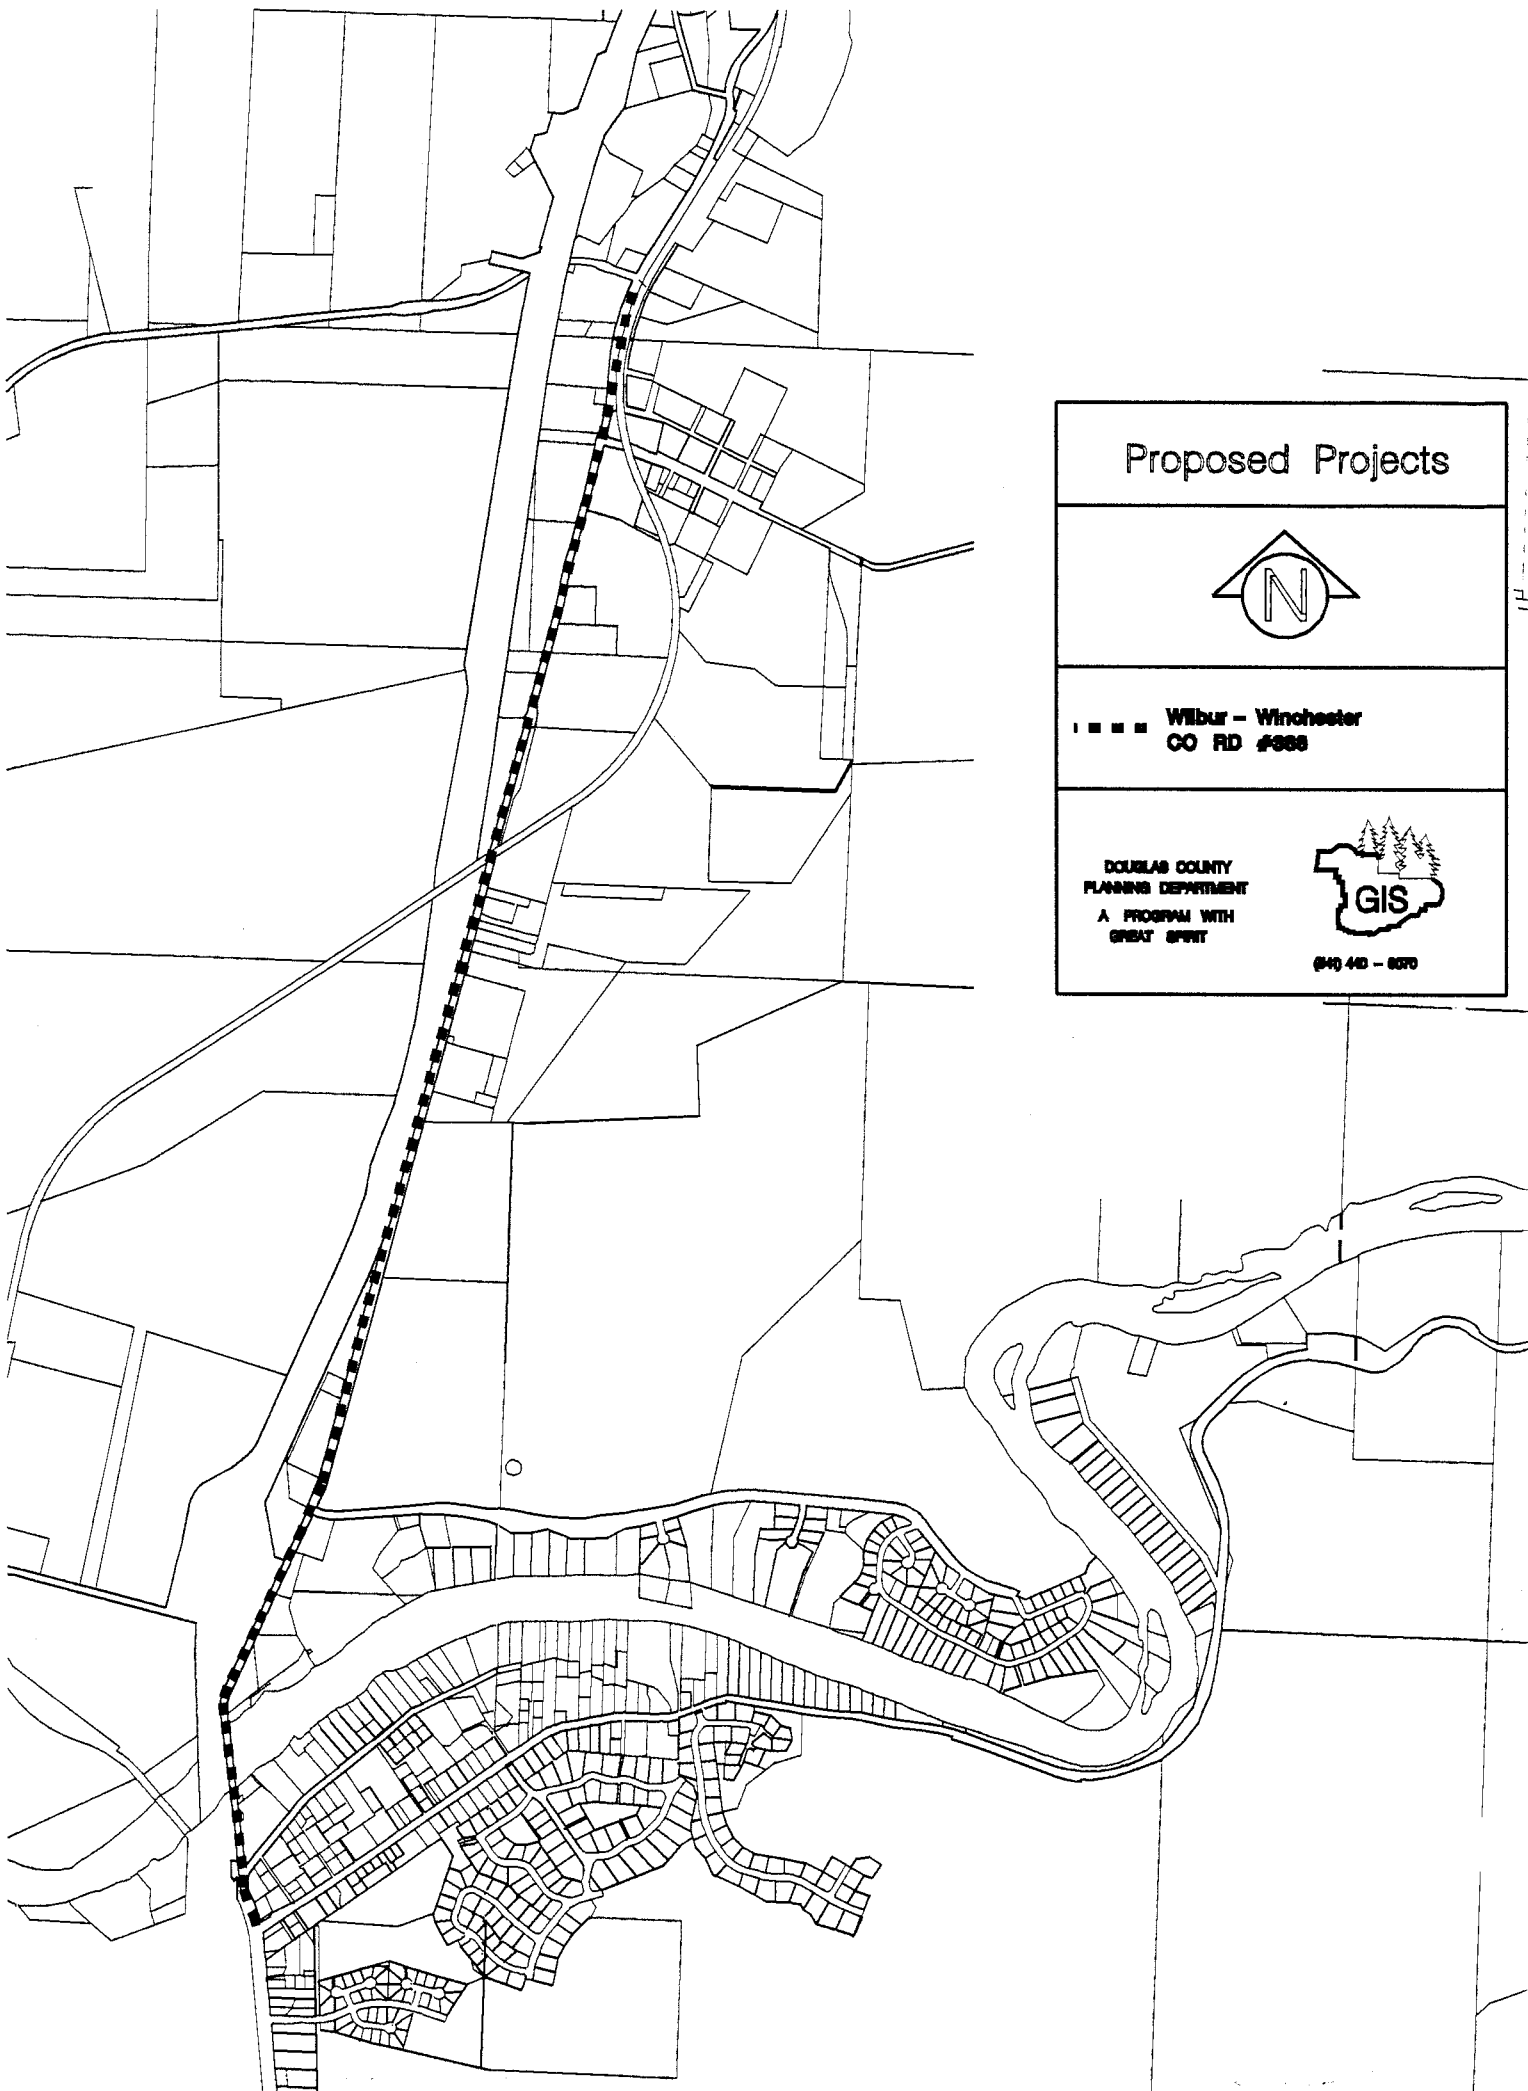 Proposed Projects
N
Wilbur - Winchester
CO RD
DOUGLAS COUNTY
PLANNING DEPARTMENT
A PROGRAM WITH
GREAT SPIRIT
GIS